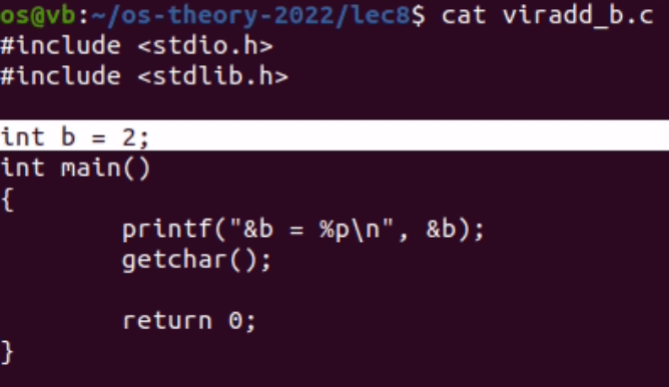 os@vb:~/os-theory-2022/lec8$ cat viradd_b.c
#include <stdio.h>
#include <stdlib.h>

int b = 2;
int main()
{
        printf("&b = %p\n", &b);
        getchar();

        return 0;
}